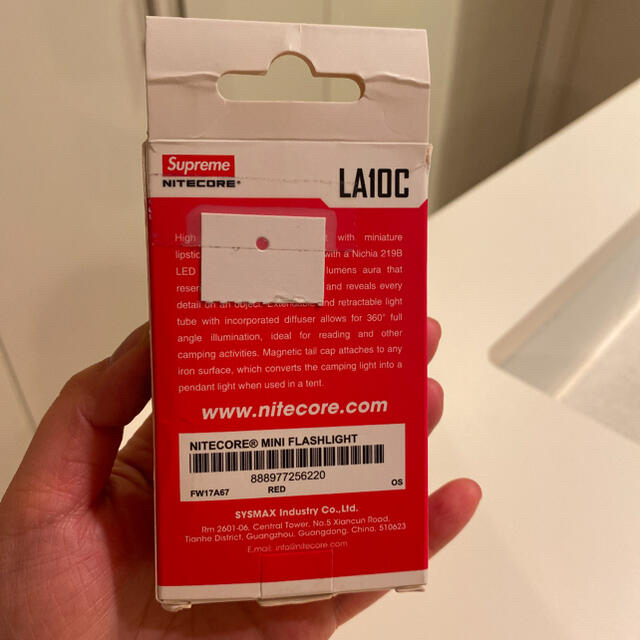 Supreme
NITECORE®
LA10C
High with miniature
lipstic with a Nichia 219B
LED lumens aura that
reser and reveals every
detail on an object. Extendable and retractable light
tube with incorporated diffuser allows for 360° full
angle illumination, ideal for reading and other
camping activities. Magnetic tail cap attaches to any
iron surface, which converts the camping light into a
pendant light when used in a tent.
www.nitecore.com
NITECORE® MINI FLASHLIGHT
888977256220
FW17A67 RED OS
SYSMAX Industry Co.,Ltd.
Rm 2601-06, Central Tower, No.5 Xiancun Road,
Tianhe District, Guangzhou, Guangdong, China, 510623
E.mail: info@nitecore.com